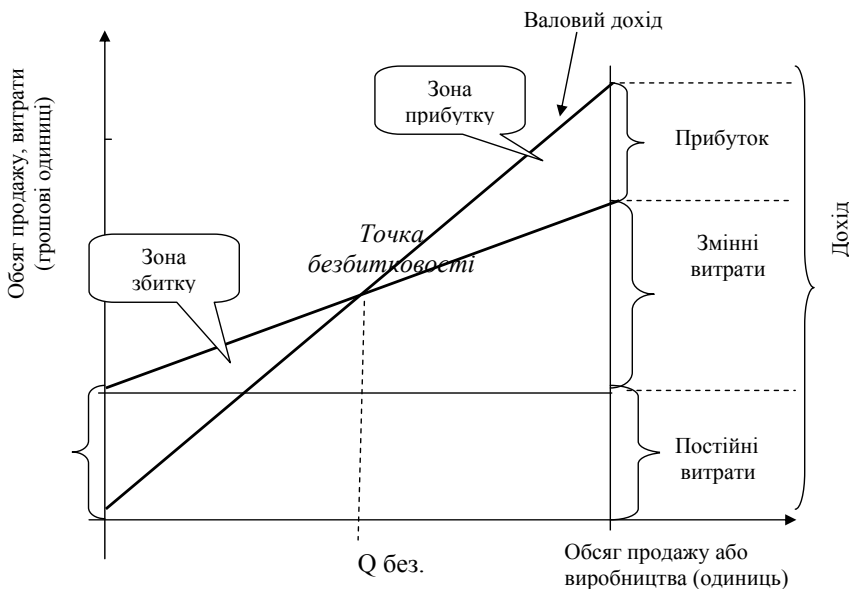 Валовий дохід
Обсяг продажу, витрати
(грошові одиниці)
Зона
прибутку
Прибуток
Точка
безбитковості
Зона
збитку
Змінні
витрати
Дохід
Постійні
витрати
Q без.
Обсяг продажу або
виробництва (одиниць)